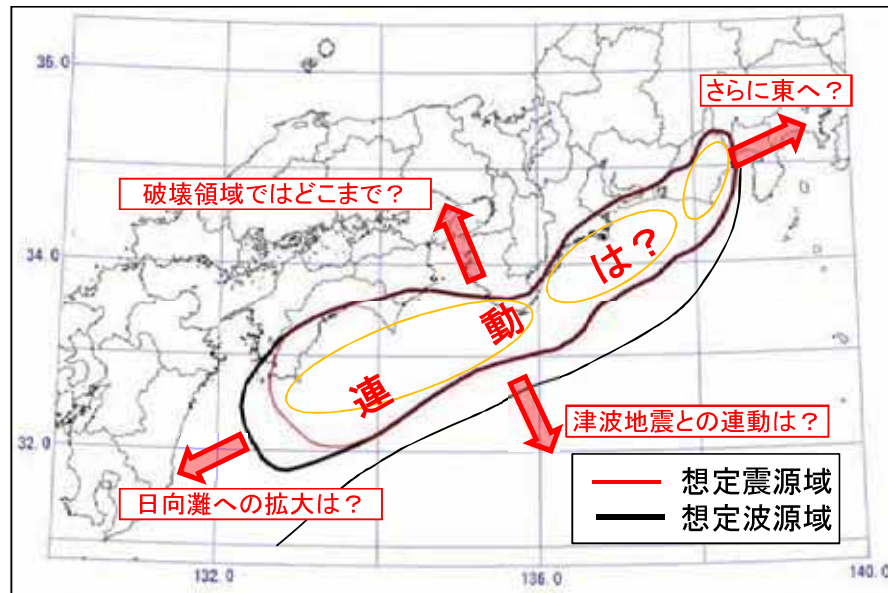 35.0
さらに東へ？
破壊領域ではどこまで？
34.0
連動は？
津波地震との連動は？
32.0
日向灘への拡大は？
想定震源域
想定波源域
132.0
136.0
140.0